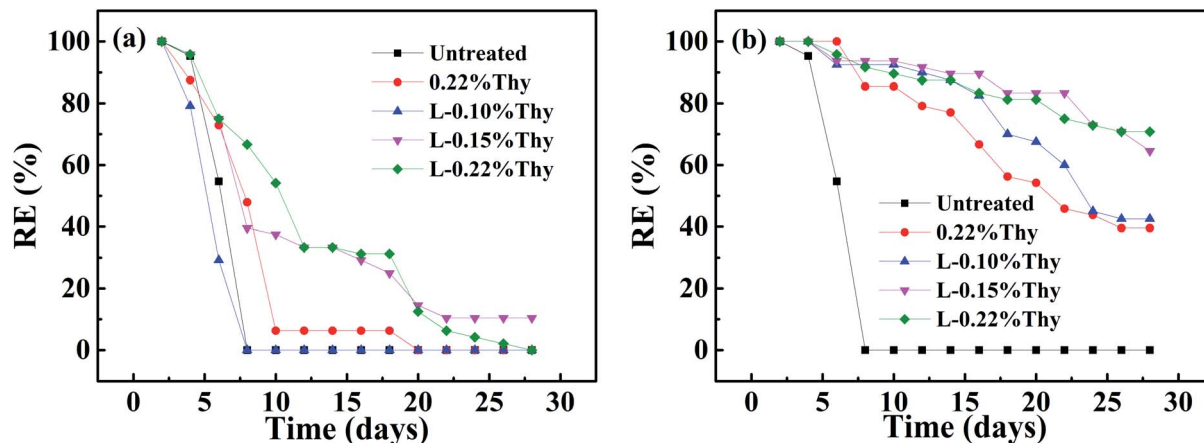 (a)
Untreated
0.22%Thy
L-0.10%Thy
L-0.15%Thy
L-0.22%Thy
RE (%)
100
80
60
40
20
0
0 5 10 15 20 25 30
Time (days)
(b)
Untreated
0.22%Thy
L-0.10%Thy
L-0.15%Thy
L-0.22%Thy
RE (%)
100
80
60
40
20
0
0 5 10 15 20 25 30
Time (days)